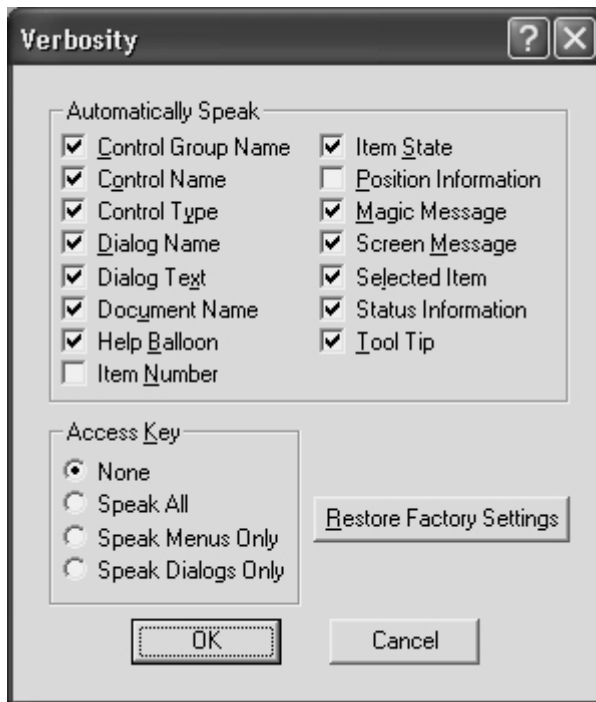 Verbosity
Automatically Speak
Control Group Name
Control Name
Control Type
Dialog Name
Dialog Text
Document Name
Help Balloon
Item Number
Item State
Position Information
Magic Message
Screen Message
Selected Item
Status Information
Tool Tip
Access Key
None
Speak All
Speak Menus Only
Speak Dialogs Only
Restore Factory Settings
OK
Cancel